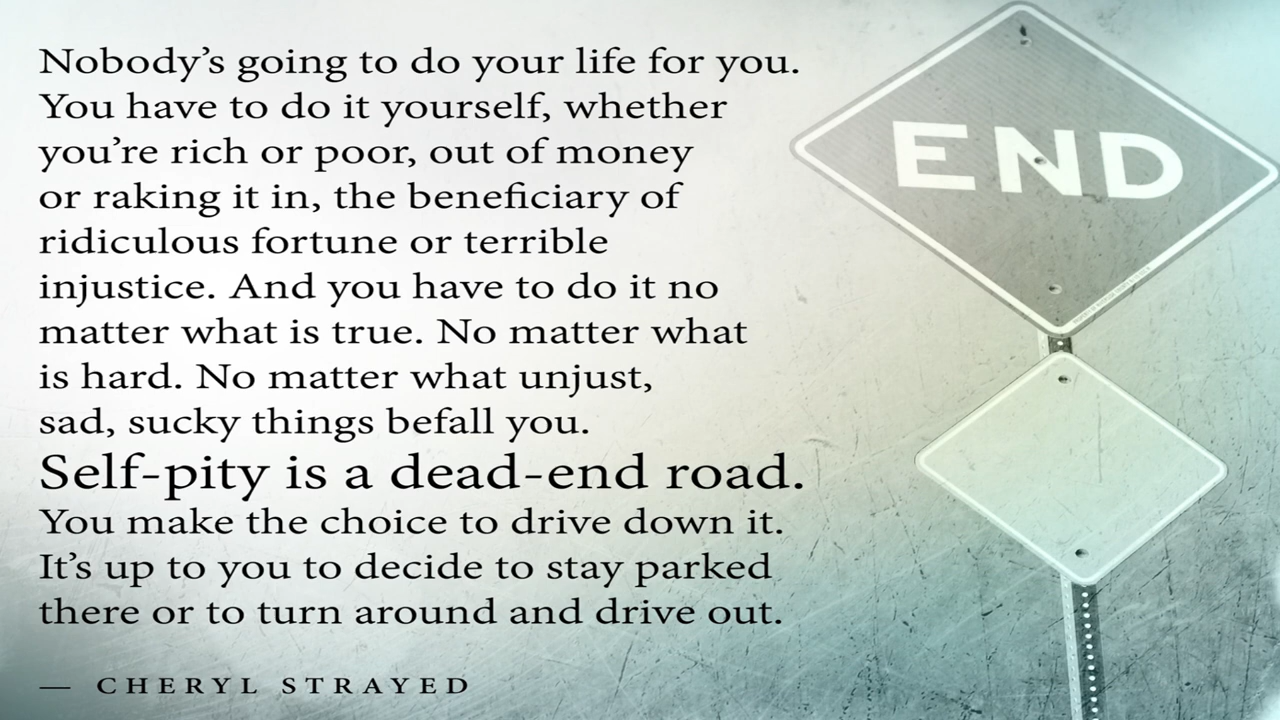 Nobody’s going to do your life for you.
You have to do it yourself, whether
you’re rich or poor, out of money
or raking it in, the beneficiary of
ridiculous fortune or terrible
injustice. And you have to do it no
matter what is true. No matter what
is hard. No matter what unjust,
sad, sucky things befall you.
Self-pity is a dead-end road.
You make the choice to drive down it.
It’s up to you to decide to stay parked
there or to turn around and drive out.
— CHERYL STRAYED
END